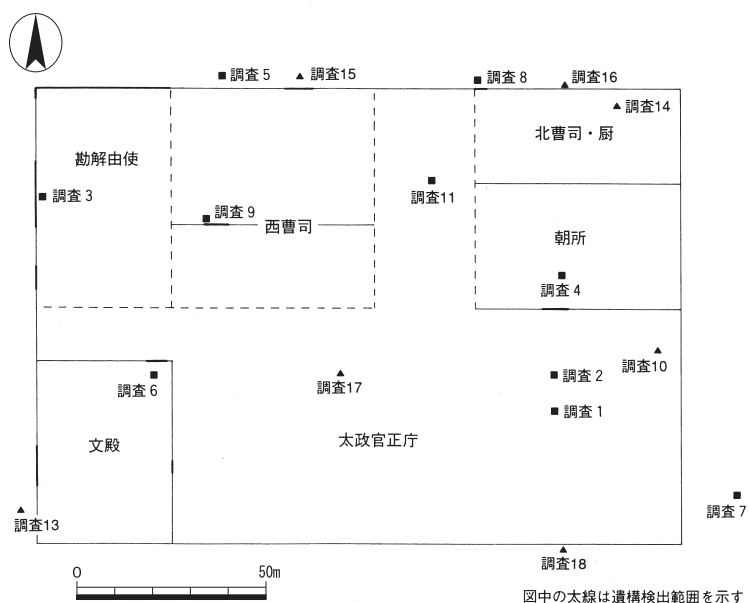 調査5
調査15
調査8
調査16
調査14
北曹司・厨
勘解由使
調査3
調査11
調査9
西曹司
朝所
調査4
調査10
調査17
調査2
調査6
調査1
太政官正庁
文殿
調査7
調査13
調査18
0 50m
図中の太線は遺構検出範囲を示す